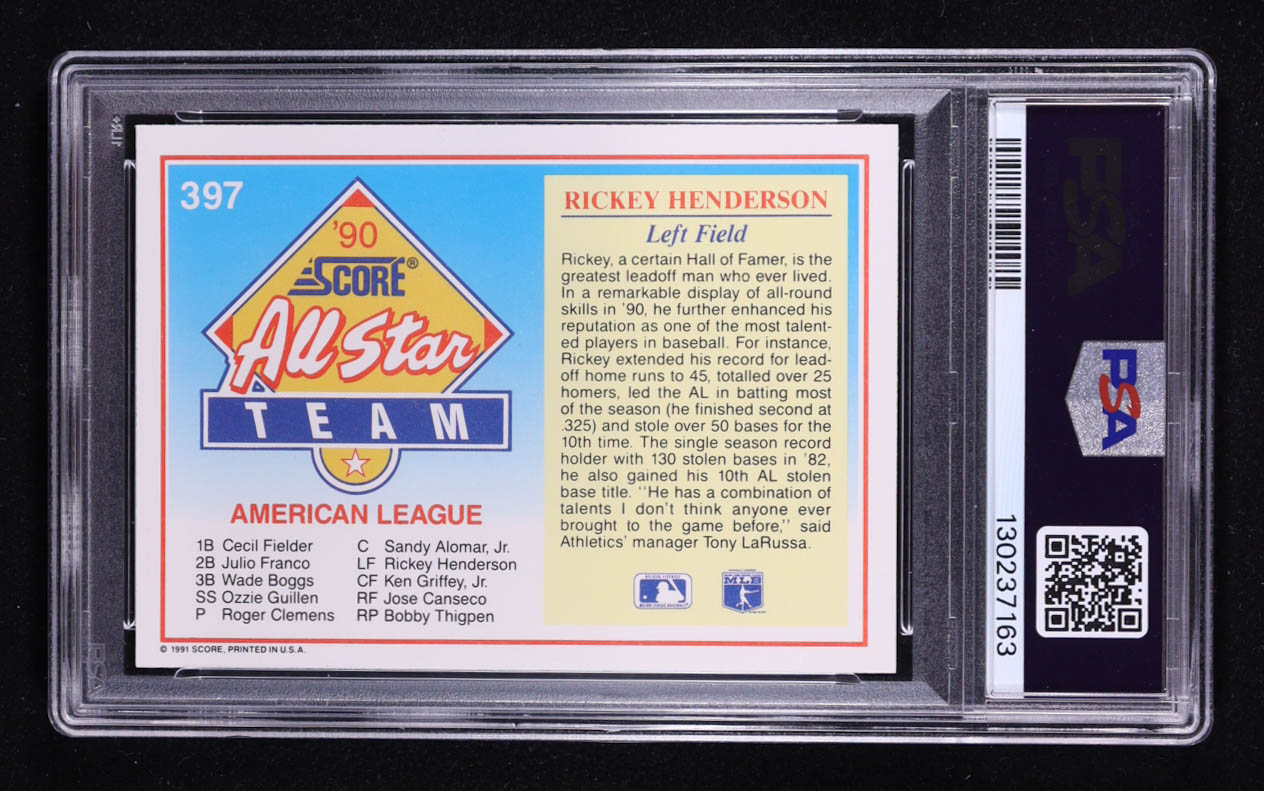 397
'90
SCORE®
All Star
TEAM
AMERICAN LEAGUE
1B Cecil Fielder
2B Julio Franco
3B Wade Boggs
SS Ozzie Guillen
P Roger Clemens
C Sandy Alomar, Jr.
LF Rickey Henderson
CF Ken Griffey, Jr.
RF Jose Canseco
RP Bobby Thigpen
© 1991 SCORE, PRINTED IN U.S.A.
RICKEY HENDERSON
Left Field
Rickey, a certain Hall of Famer, is the
greatest leadoff man who ever lived.
In a remarkable display of all-round
skills in '90, he further enhanced his
reputation as one of the most talent-
ed players in baseball. For instance,
Rickey extended his record for lead-
off home runs to 45, totalled over 25
homers, led the AL in batting most
of the season (he finished second at
.325) and stole over 50 bases for the
10th time. The single season record
holder with 130 stolen bases in '82,
he also gained his 10th AL stolen
base title. "He has a combination of
talents I don't think anyone ever
brought to the game before," said
Athletics' manager Tony LaRussa.
MLB
PSA
PSA
130237163